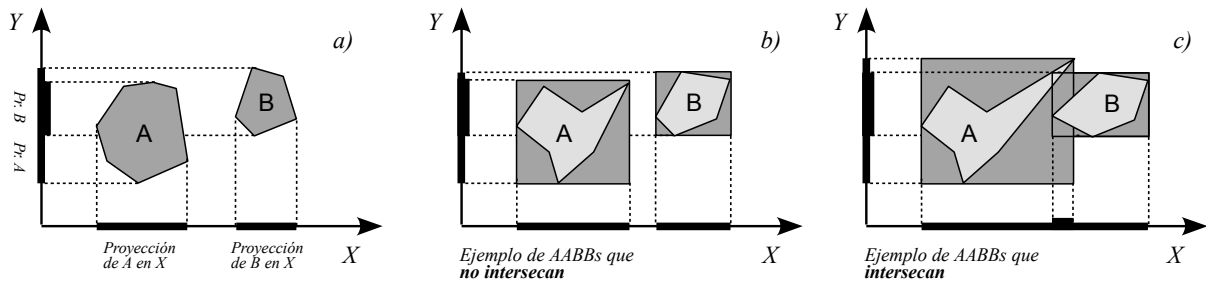 Y
a)
Pr. B
Pr. A
A
B
Proyección
de A en X
Proyección
de B en X
X
Y
b)
A
B
X
Ejemplo de AABBs que
no intersecan
Y
c)
A
B
X
Ejemplo de AABBs que
intersecan